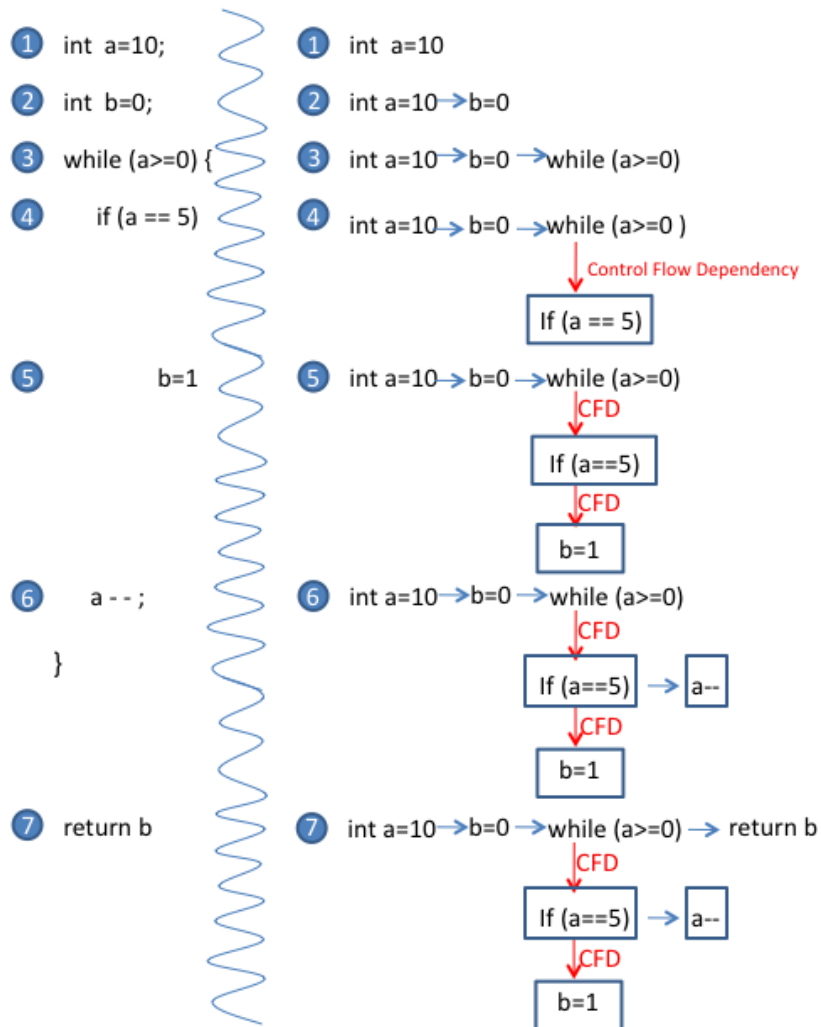 1 int a=10; 1 int a=10
2 int b=0; 2 int a=10 b=0
3 while (a>=0) { 3 int a=10 b=0 while (a>=0)
4 if (a == 5) 4 int a=10 b=0 while (a>=0 )
Control Flow Dependency
If (a == 5)
5 b=1 5 int a=10 b=0 while (a>=0)
CFD
If (a==5)
CFD
b=1
6 a - - ; 6 int a=10 b=0 while (a>=0)
CFD
} If (a==5) a--
CFD
b=1
7 return b 7 int a=10 b=0 while (a>=0) return b
CFD
If (a==5) a--
CFD
b=1